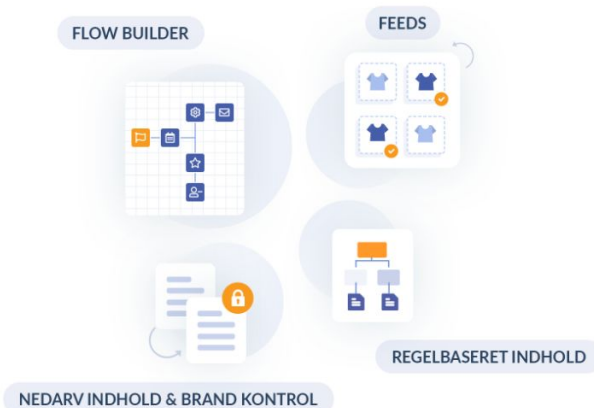 FLOW BUILDER
FEEDS
REGELBASERET INDHOLD
NEDARV INDHOLD & BRAND KONTROL